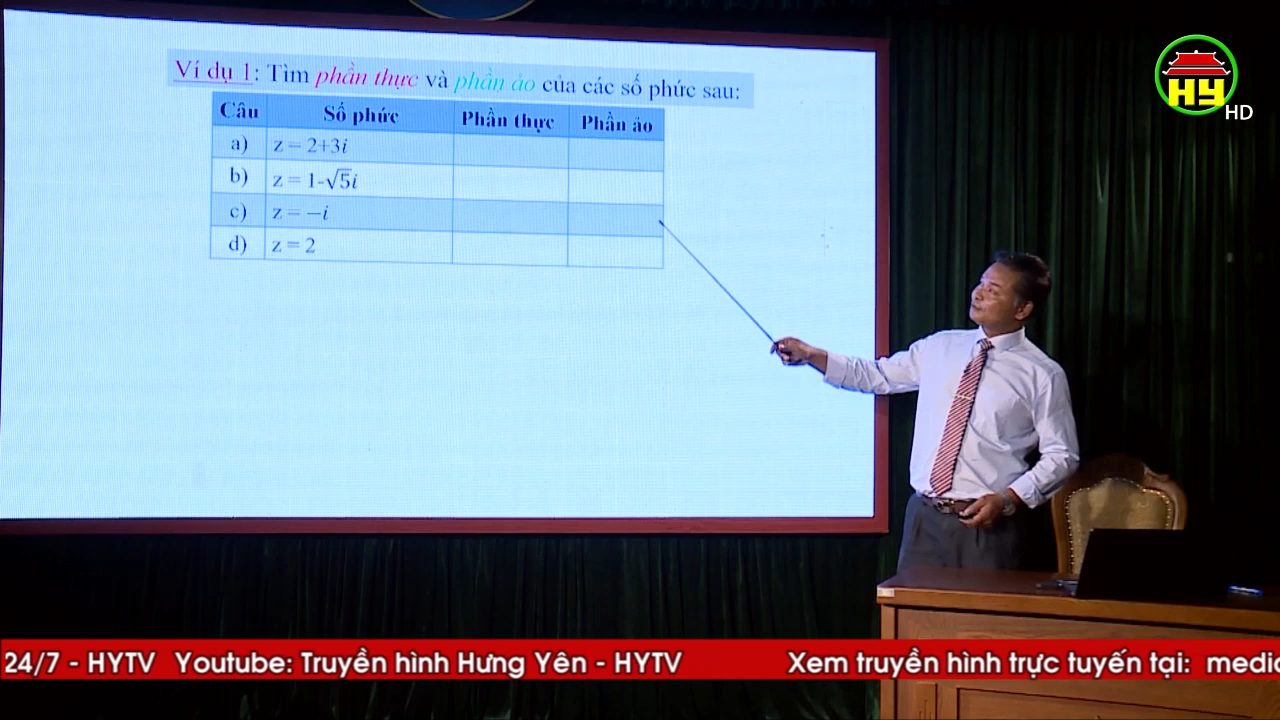 Ví dụ 1: Tìm phần thực và phần ảo của các số phức sau:
Câu Số phức Phần thực Phần ảo
a) z = 2+3i
b) z = 1-√5i
c) z = −i
d) z = 2
HY
HD
24/7 - HYTV Youtube: Truyền hình Hưng Yên - HYTV Xem truyền hình trực tuyến tại: